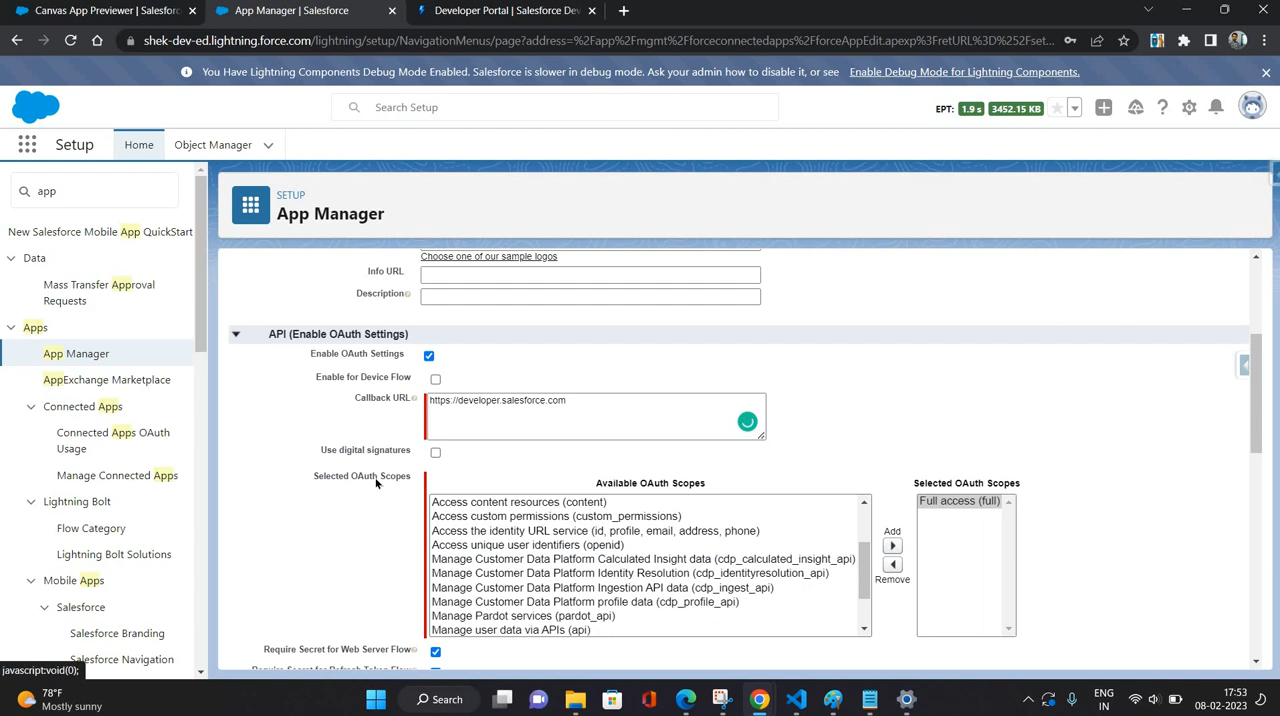 Canvas App Previewer | Salesforc
App Manager | Salesforce
Developer Portal | Salesforce Dev
shek-dev-ed.lightning.force.com/lightning/setup/NavigationMenus/page?address=%2Fapp%2Fmgmt%2Fforceconnectedapps%2FforceAppEdit.apexp%3FretURL%3D%252Fset...
You Have Lightning Components Debug Mode Enabled. Salesforce is slower in debug mode. Ask your admin how to disable it, or see Enable Debug Mode for Lightning Components.
Search Setup
EPT: 1.9 s 3452.15 KB
Setup
Home
Object Manager
app
New Salesforce Mobile App QuickStart
Data
Mass Transfer Approval
Requests
Apps
App Manager
AppExchange Marketplace
Connected Apps
Connected Apps OAuth
Usage
Manage Connected Apps
Lightning Bolt
Flow Category
Lightning Bolt Solutions
Mobile Apps
Salesforce
Salesforce Branding
Salesforce Navigation
SETUP
App Manager
Choose one of our sample logos
Info URL
Description
API (Enable OAuth Settings)
Enable OAuth Settings
Enable for Device Flow
Callback URL
https://developer.salesforce.com
Use digital signatures
Selected OAuth Scopes
Available OAuth Scopes
Access content resources (content)
Access custom permissions (custom_permissions)
Access the identity URL service (id, profile, email, address, phone)
Access unique user identifiers (openid)
Manage Customer Data Platform Calculated Insight data (cdp_calculated_insight_api)
Manage Customer Data Platform Identity Resolution (cdp_identityresolution_api)
Manage Customer Data Platform Ingestion API data (cdp_ingest_api)
Manage Customer Data Platform profile data (cdp_profile_api)
Manage Pardot services (pardot_api)
Manage user data via APIs (api)
Add
Remove
Selected OAuth Scopes
Full access (full)
Require Secret for Web Server Flow
Require Secret for Refresh Token Flow
javascript:void(0);
78°F
Mostly sunny
Search
ENG
IN
17:53
08-02-2023